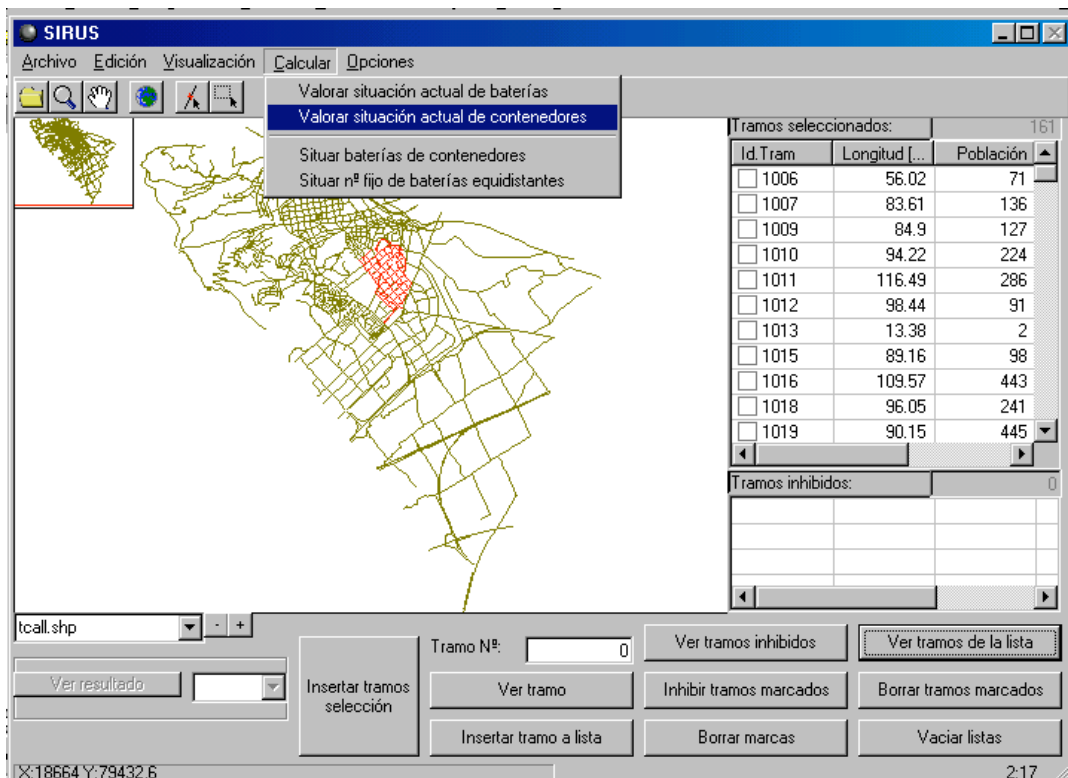 SIRUS
Archivo Edición Visualización Calcular Opciones
Valorar situación actual de baterías
Valorar situación actual de contenedores
Situar baterías de contenedores
Situar nº fijo de baterías equidistantes
Tramos seleccionados: 161
Id.Tram Longitud [... Población
1006 56.02 71
1007 83.61 136
1009 84.9 127
1010 94.22 224
1011 116.49 286
1012 98.44 91
1013 13.38 2
1015 89.16 98
1016 109.57 443
1018 96.05 241
1019 90.15 445
Tramos inhibidos: 0
tcall.shp - +
Ver resultado
Insertar tramos
selección
Tramo Nº: 0
Ver tramo
Insertar tramo a lista
Ver tramos inhibidos
Inhibir tramos marcados
Borrar marcas
Ver tramos de la lista
Borrar tramos marcados
Vaciar listas
X:18664 Y:79432.6 2:17